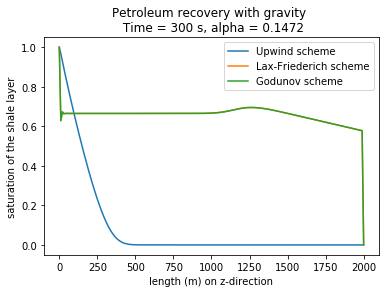 Petroleum recovery with gravity
Time = 300 s, alpha = 0.1472
Upwind scheme
Lax-Friederich scheme
Godunov scheme
saturation of the shale layer
1.0
0.8
0.6
0.4
0.2
0.0
0 250 500 750 1000 1250 1500 1750 2000
length (m) on z-direction